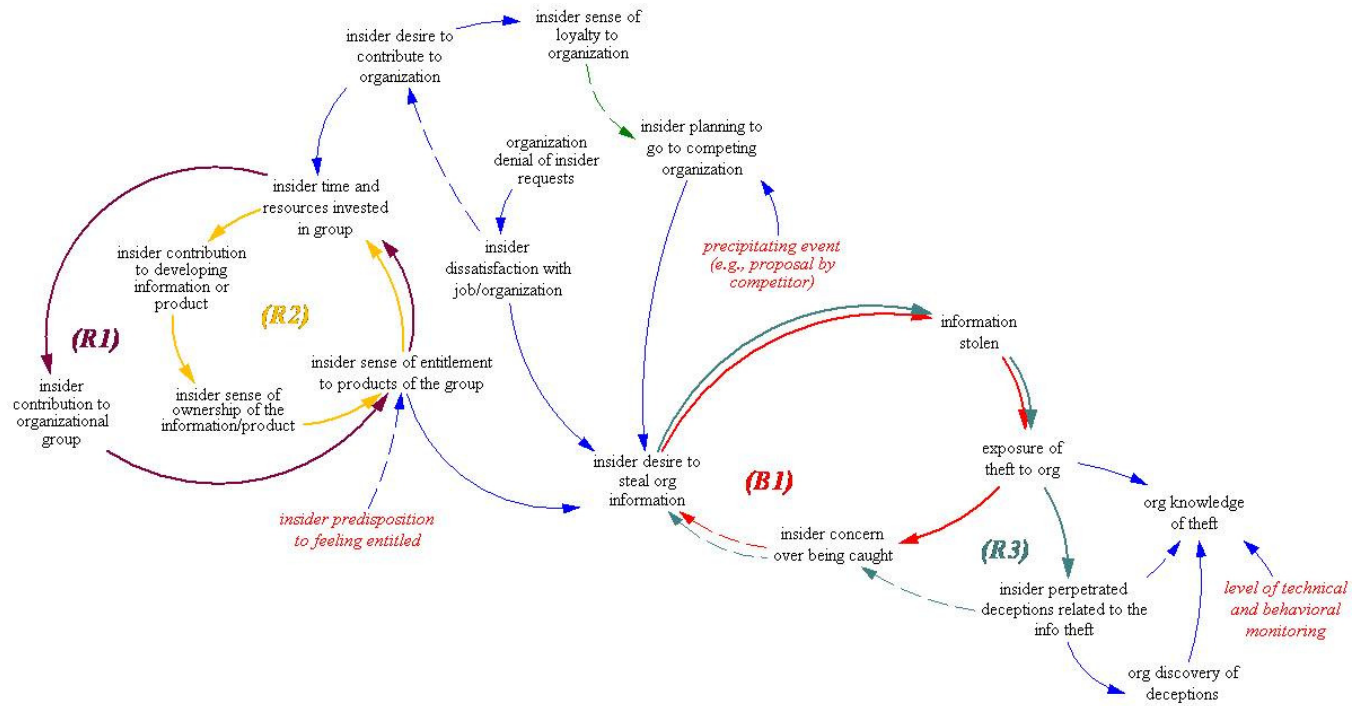 insider desire to
contribute to
organization
insider sense of
loyalty to
organization
insider planning to
go to competing
organization
organization
denial of insider
requests
insider time and
resources invested
in group
insider contribution
to developing
information or
product
insider
dissatisfaction with
job/organization
precipitating event
(e.g., proposal by
competitor)
(R1)
(R2)
information
stolen
insider sense of entitlement
to products of the group
insider
contribution to
organizational
group
insider sense of
ownership of the
information/product
insider desire to
steal org
information
(B1)
exposure of
theft to org
insider predisposition
to feeling entitled
insider concern
over being caught
org knowledge
of theft
(R3)
insider perpetrated
deceptions related to the
info theft
level of technical
and behavioral
monitoring
org discovery of
deceptions